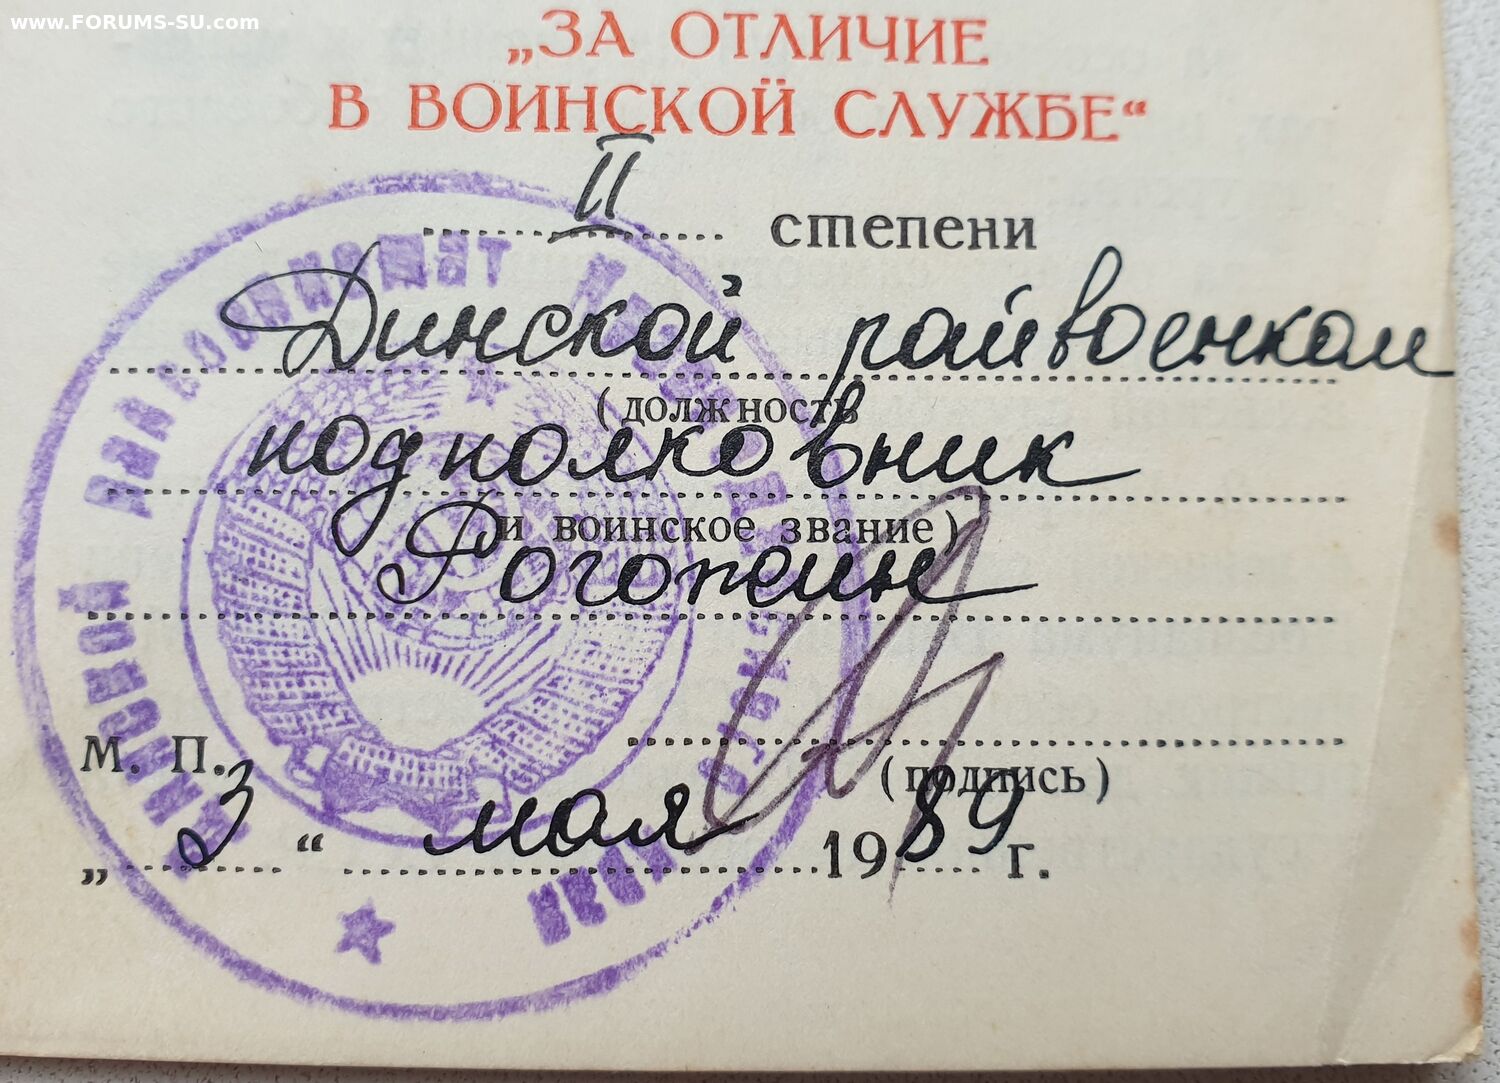 www.FORUMS-SU.com
„ЗА ОТЛИЧИЕ
В ВОИНСКОЙ СЛУЖБЕ“
II степени
Динской райвоенком
(должность
подполковник
и воинское звание)
Рогожин
М. П.
(подпись)
„3“ мая 1989 г.